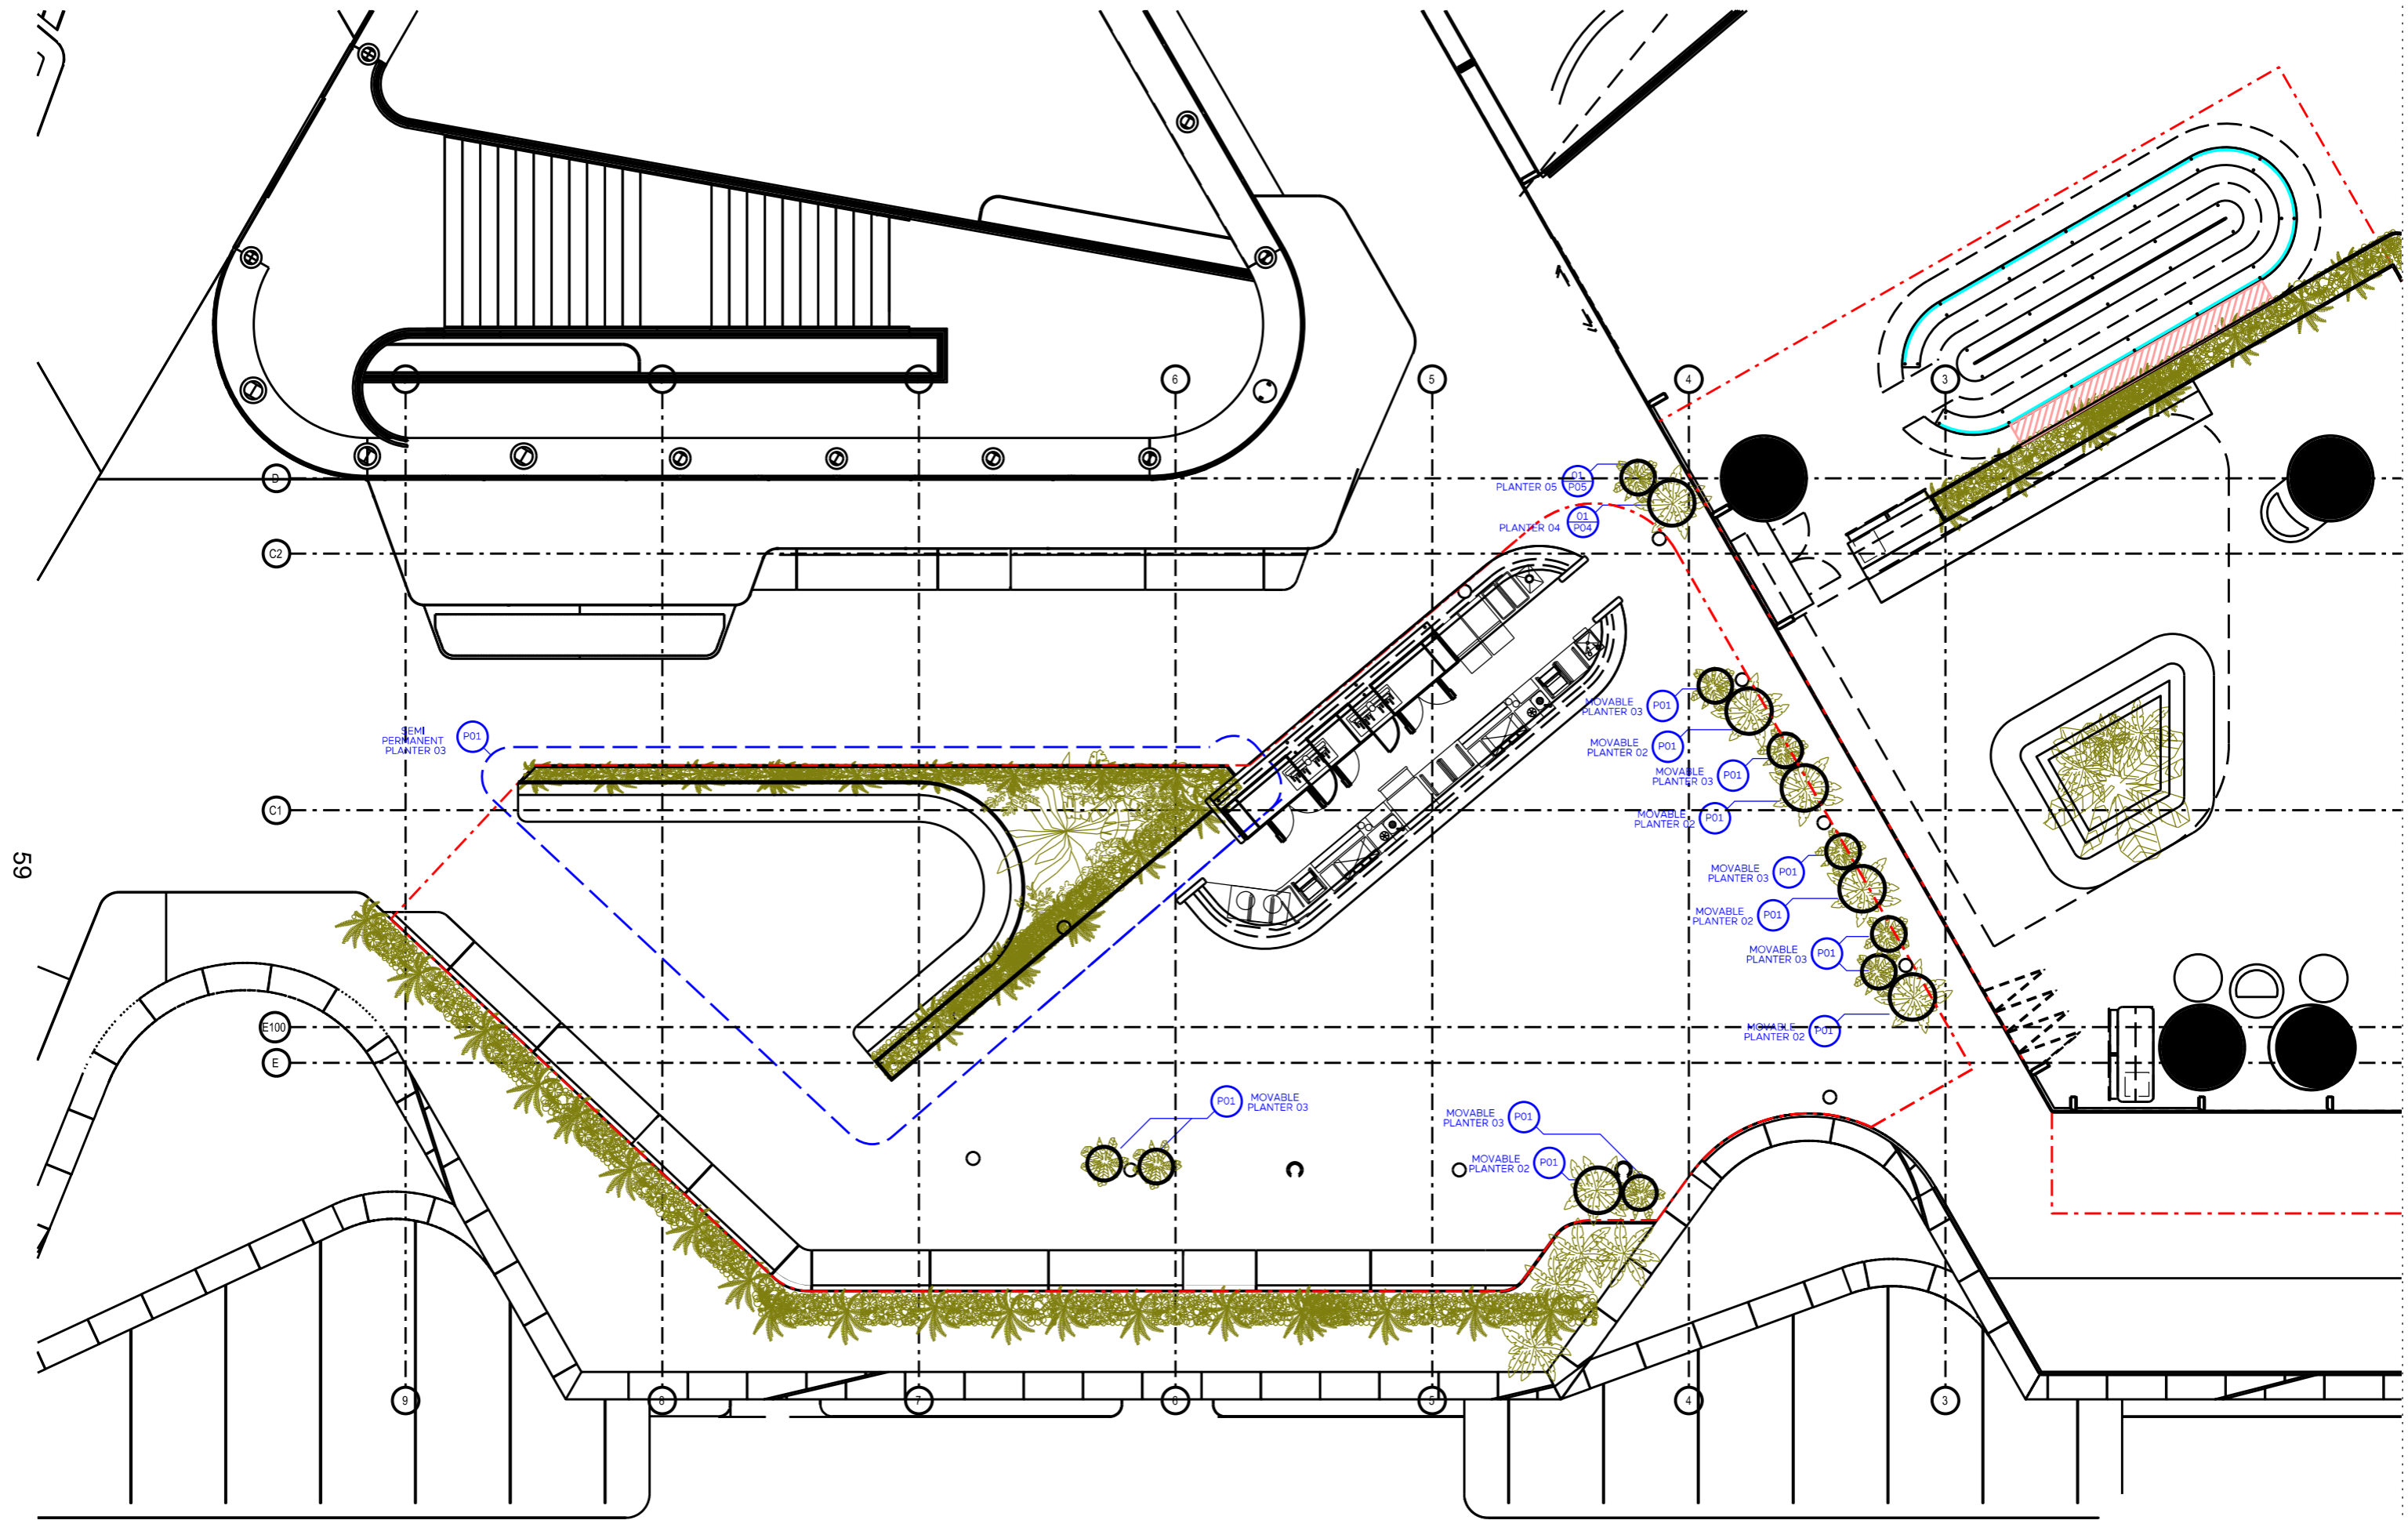 6
5
4
3
D
PLANTER 05
01
P05
PLANTER 04
01
P04
C2
MOVABLE
PLANTER 03
P01
SEMI
PERMANENT
PLANTER 03
P01
MOVABLE
PLANTER 02
P01
MOVABLE
PLANTER 03
P01
C1
MOVABLE
PLANTER 02
P01
59
MOVABLE
PLANTER 03
P01
MOVABLE
PLANTER 02
P01
MOVABLE
PLANTER 03
P01
E100
MOVABLE
PLANTER 02
P01
E
P01
MOVABLE
PLANTER 03
MOVABLE
PLANTER 03
P01
MOVABLE
PLANTER 02
P01
9
8
7
6
5
4
3